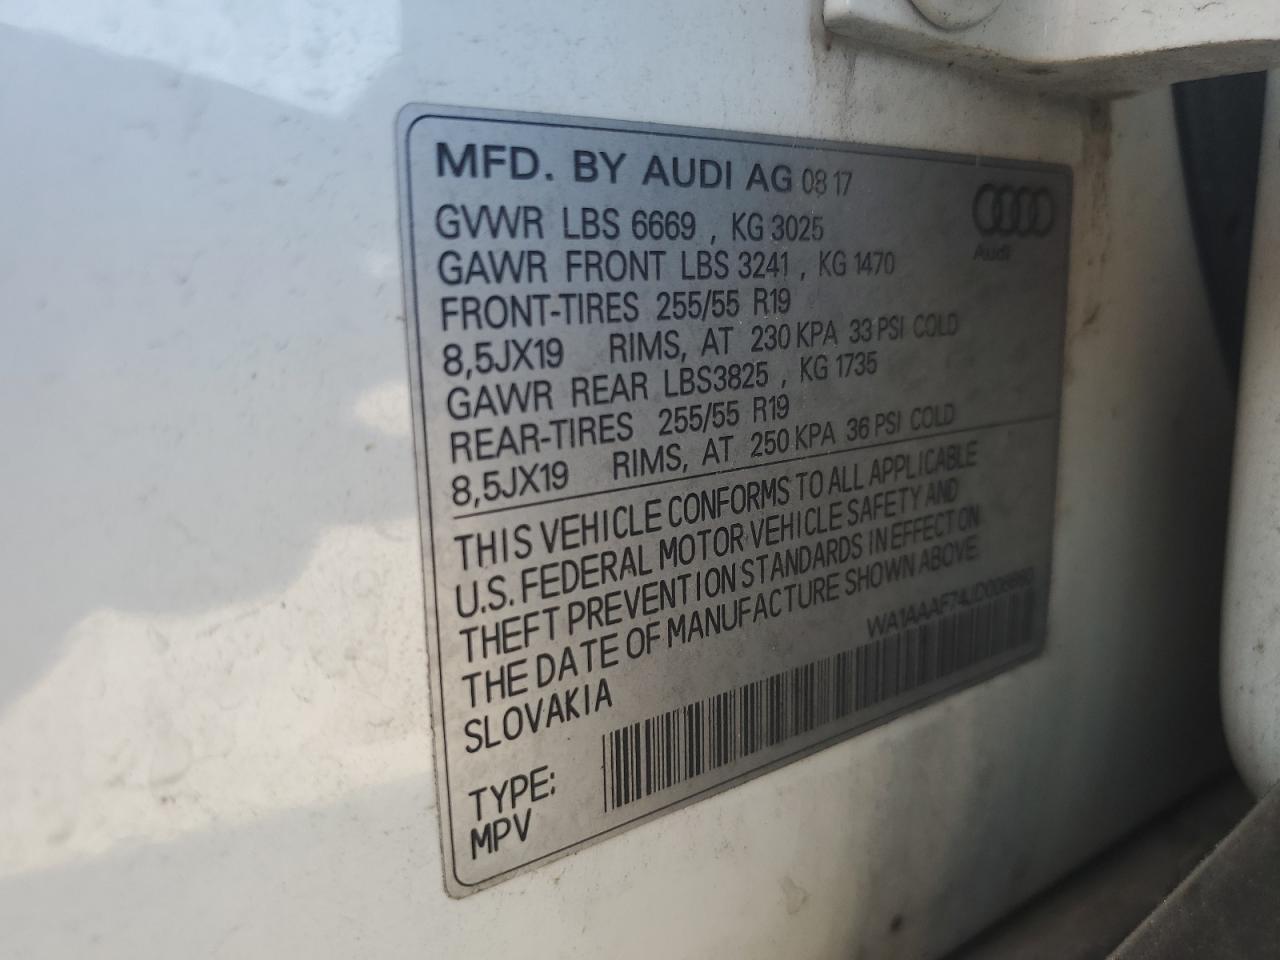 MFD. BY AUDI AG 08 17
GVWR LBS 6669 , KG 3025
GAWR FRONT LBS 3241 , KG 1470
FRONT-TIRES 255/55 R19
8,5JX19 RIMS, AT 230 KPA 33 PSI COLD
GAWR REAR LBS3825 , KG 1735
REAR-TIRES 255/55 R19
8,5JX19 RIMS, AT 250 KPA 36 PSI COLD
Audi
THIS VEHICLE CONFORMS TO ALL APPLICABLE
U.S. FEDERAL MOTOR VEHICLE SAFETY AND
THEFT PREVENTION STANDARDS IN EFFECT ON
THE DATE OF MANUFACTURE SHOWN ABOVE
SLOVAKIA
TYPE:
MPV